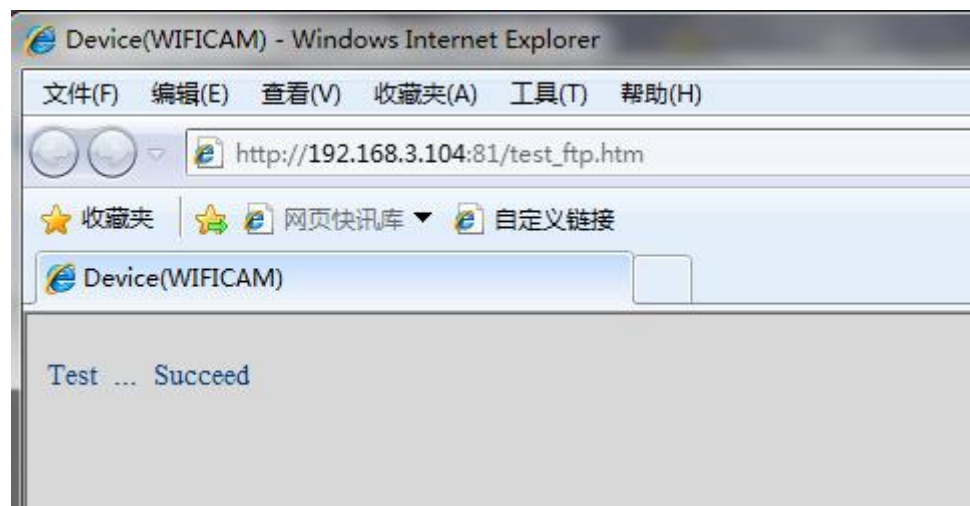 Device(WIFICAM) - Windows Internet Explorer
文件(F) 编辑(E) 查看(V) 收藏夹(A) 工具(T) 帮助(H)
http://192.168.3.104:81/test_ftp.htm
收藏夹 网页快讯库 自定义链接
Device(WIFICAM)
Test ... Succeed